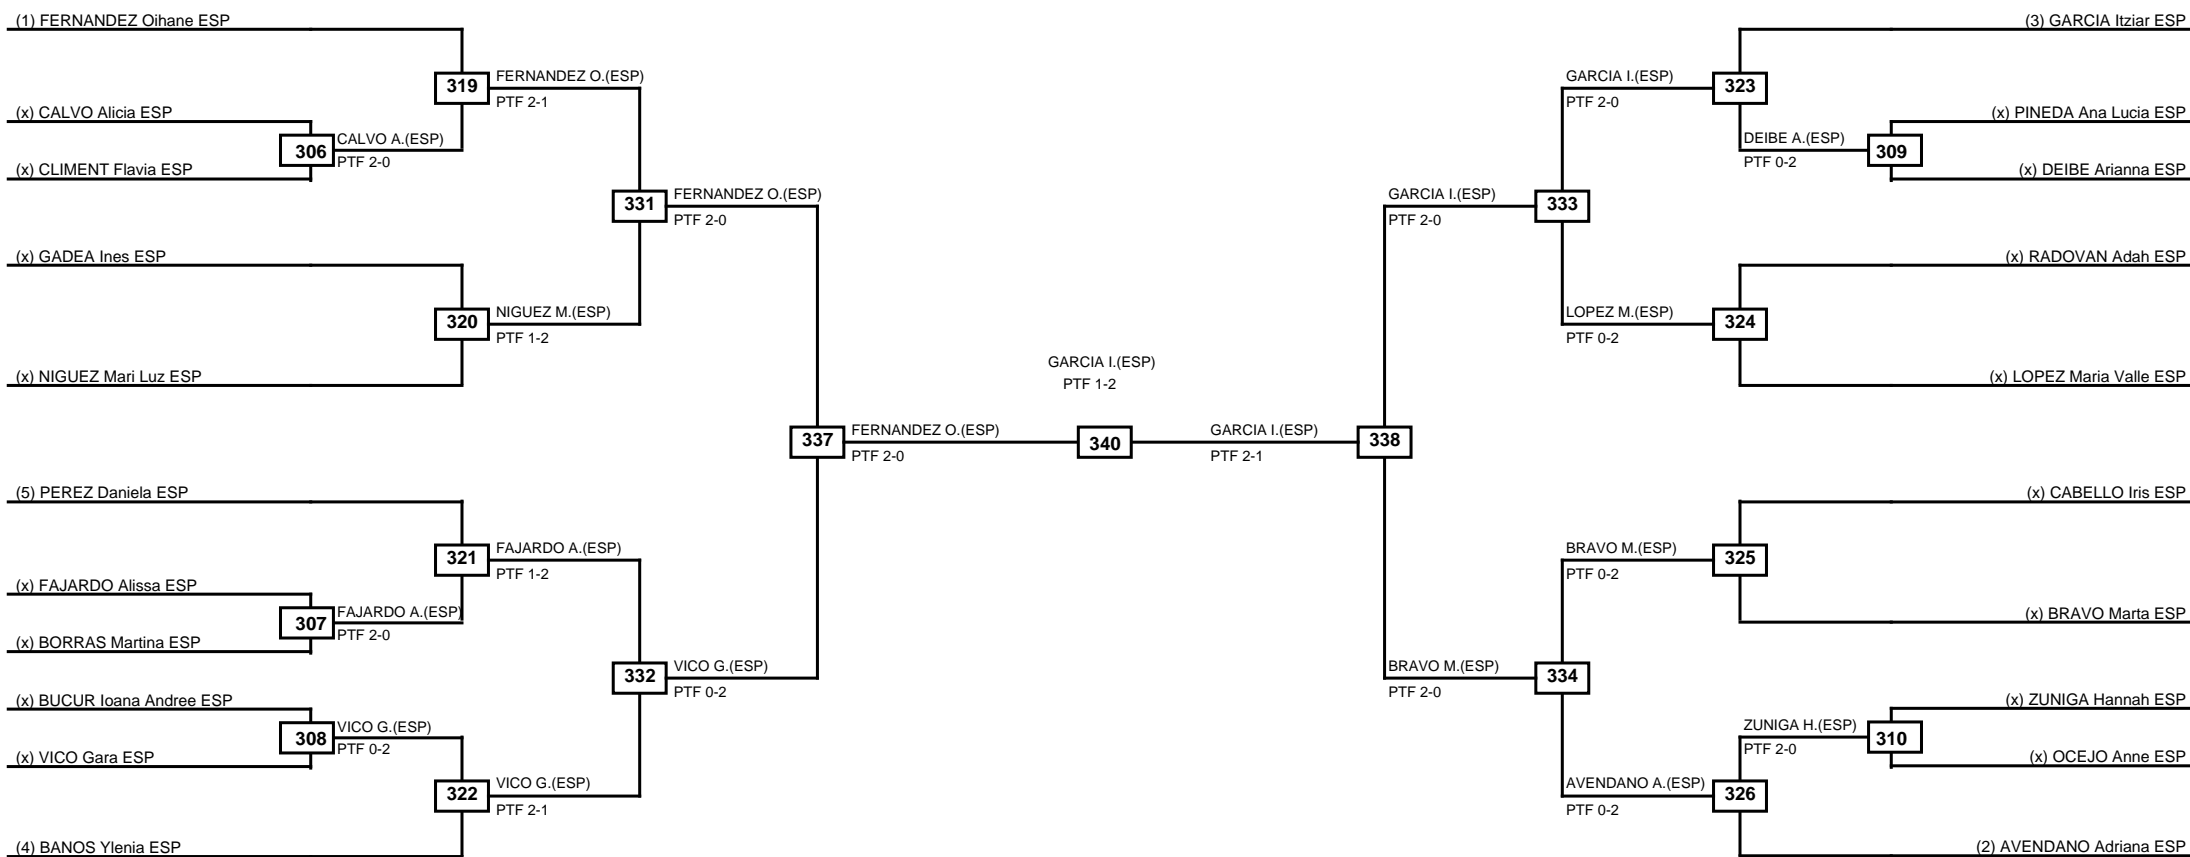 (1) FERNANDEZ Oihane ESP
(3) GARCIA Itziar ESP
319
FERNANDEZ O.(ESP)
PTF 2-1
GARCIA I.(ESP)
PTF 2-0
323
(x) CALVO Alicia ESP
(x) PINEDA Ana Lucia ESP
306
CALVO A.(ESP)
PTF 2-0
DEIBE A.(ESP)
PTF 0-2
309
(x) CLIMENT Flavia ESP
(x) DEIBE Arianna ESP
331
FERNANDEZ O.(ESP)
PTF 2-0
GARCIA I.(ESP)
PTF 2-0
333
(x) GADEA Ines ESP
(x) RADOVAN Adah ESP
320
NIGUEZ M.(ESP)
PTF 1-2
LOPEZ M.(ESP)
PTF 0-2
324
GARCIA I.(ESP)
PTF 1-2
(x) NIGUEZ Mari Luz ESP
(x) LOPEZ Maria Valle ESP
337
FERNANDEZ O.(ESP)
PTF 2-0
340
GARCIA I.(ESP)
PTF 2-1
338
(5) PEREZ Daniela ESP
(x) CABELLO Iris ESP
321
FAJARDO A.(ESP)
PTF 1-2
BRAVO M.(ESP)
PTF 0-2
325
(x) FAJARDO Alissa ESP
(x) BRAVO Marta ESP
307
FAJARDO A.(ESP)
PTF 2-0
(x) BORRAS Martina ESP
332
VICO G.(ESP)
PTF 0-2
BRAVO M.(ESP)
PTF 2-0
334
(x) BUCUR Ioana Andree ESP
(x) ZUNIGA Hannah ESP
308
VICO G.(ESP)
PTF 0-2
ZUNIGA H.(ESP)
PTF 2-0
310
(x) VICO Gara ESP
(x) OCEJO Anne ESP
322
VICO G.(ESP)
PTF 2-1
AVENDANO A.(ESP)
PTF 0-2
326
(4) BANOS Ylenia ESP
(2) AVENDANO Adriana ESP